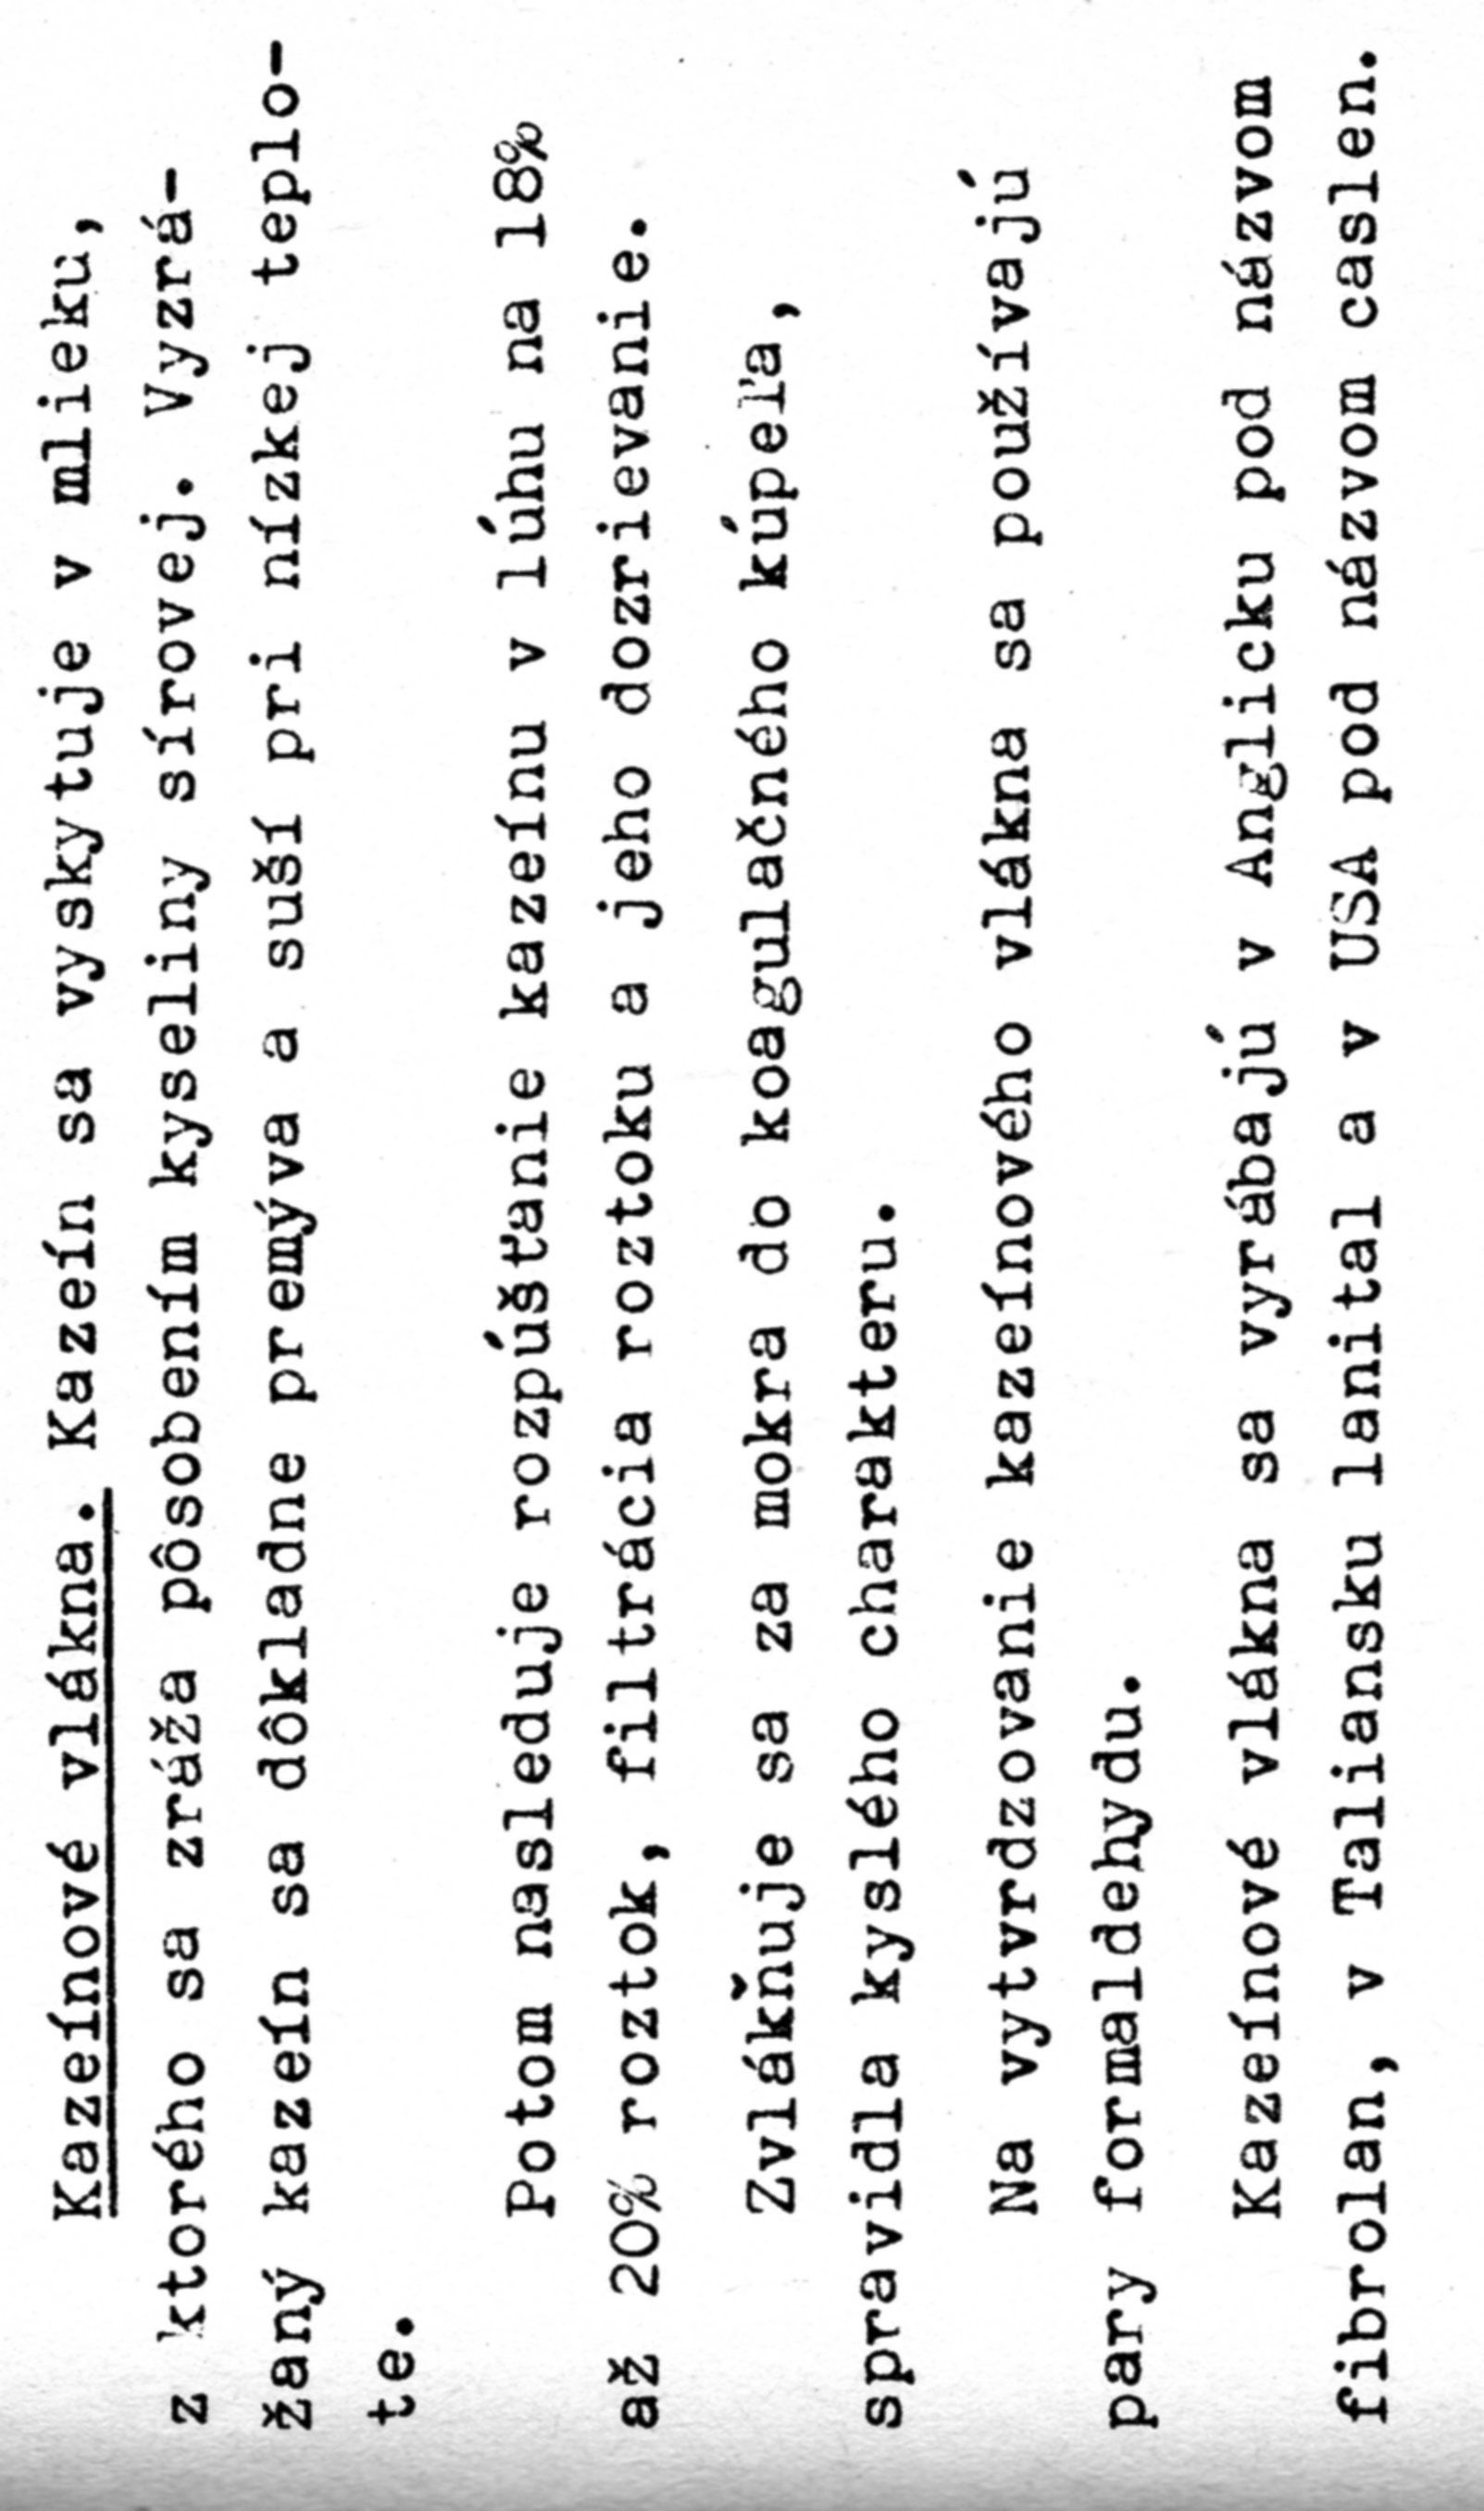 Kazeínové vlákna. Kazeín sa vyskytuje v mlieku,
z ktorého sa zráža pôsobením kyseliny sírovej. Vyzrá-
žaný kazeín sa dôkladne premýva a suší pri nízkej teplo-
te.
Potom nasleduje rozpúšťanie kazeínu v lúhu na 18%
až 20% roztok, filtrácia roztoku a jeho dozrievanie.
Zvlákňuje sa za mokra do koagulačného kúpeľa,
spravidla kyslého charakteru.
Na vytvrdzovanie kazeínového vlákna sa používajú
pary formaldehydu.
Kazeínové vlákna sa vyrábajú v Anglicku pod názvom
fibrolan, v Taliansku lanital a v USA pod názvom caslen.